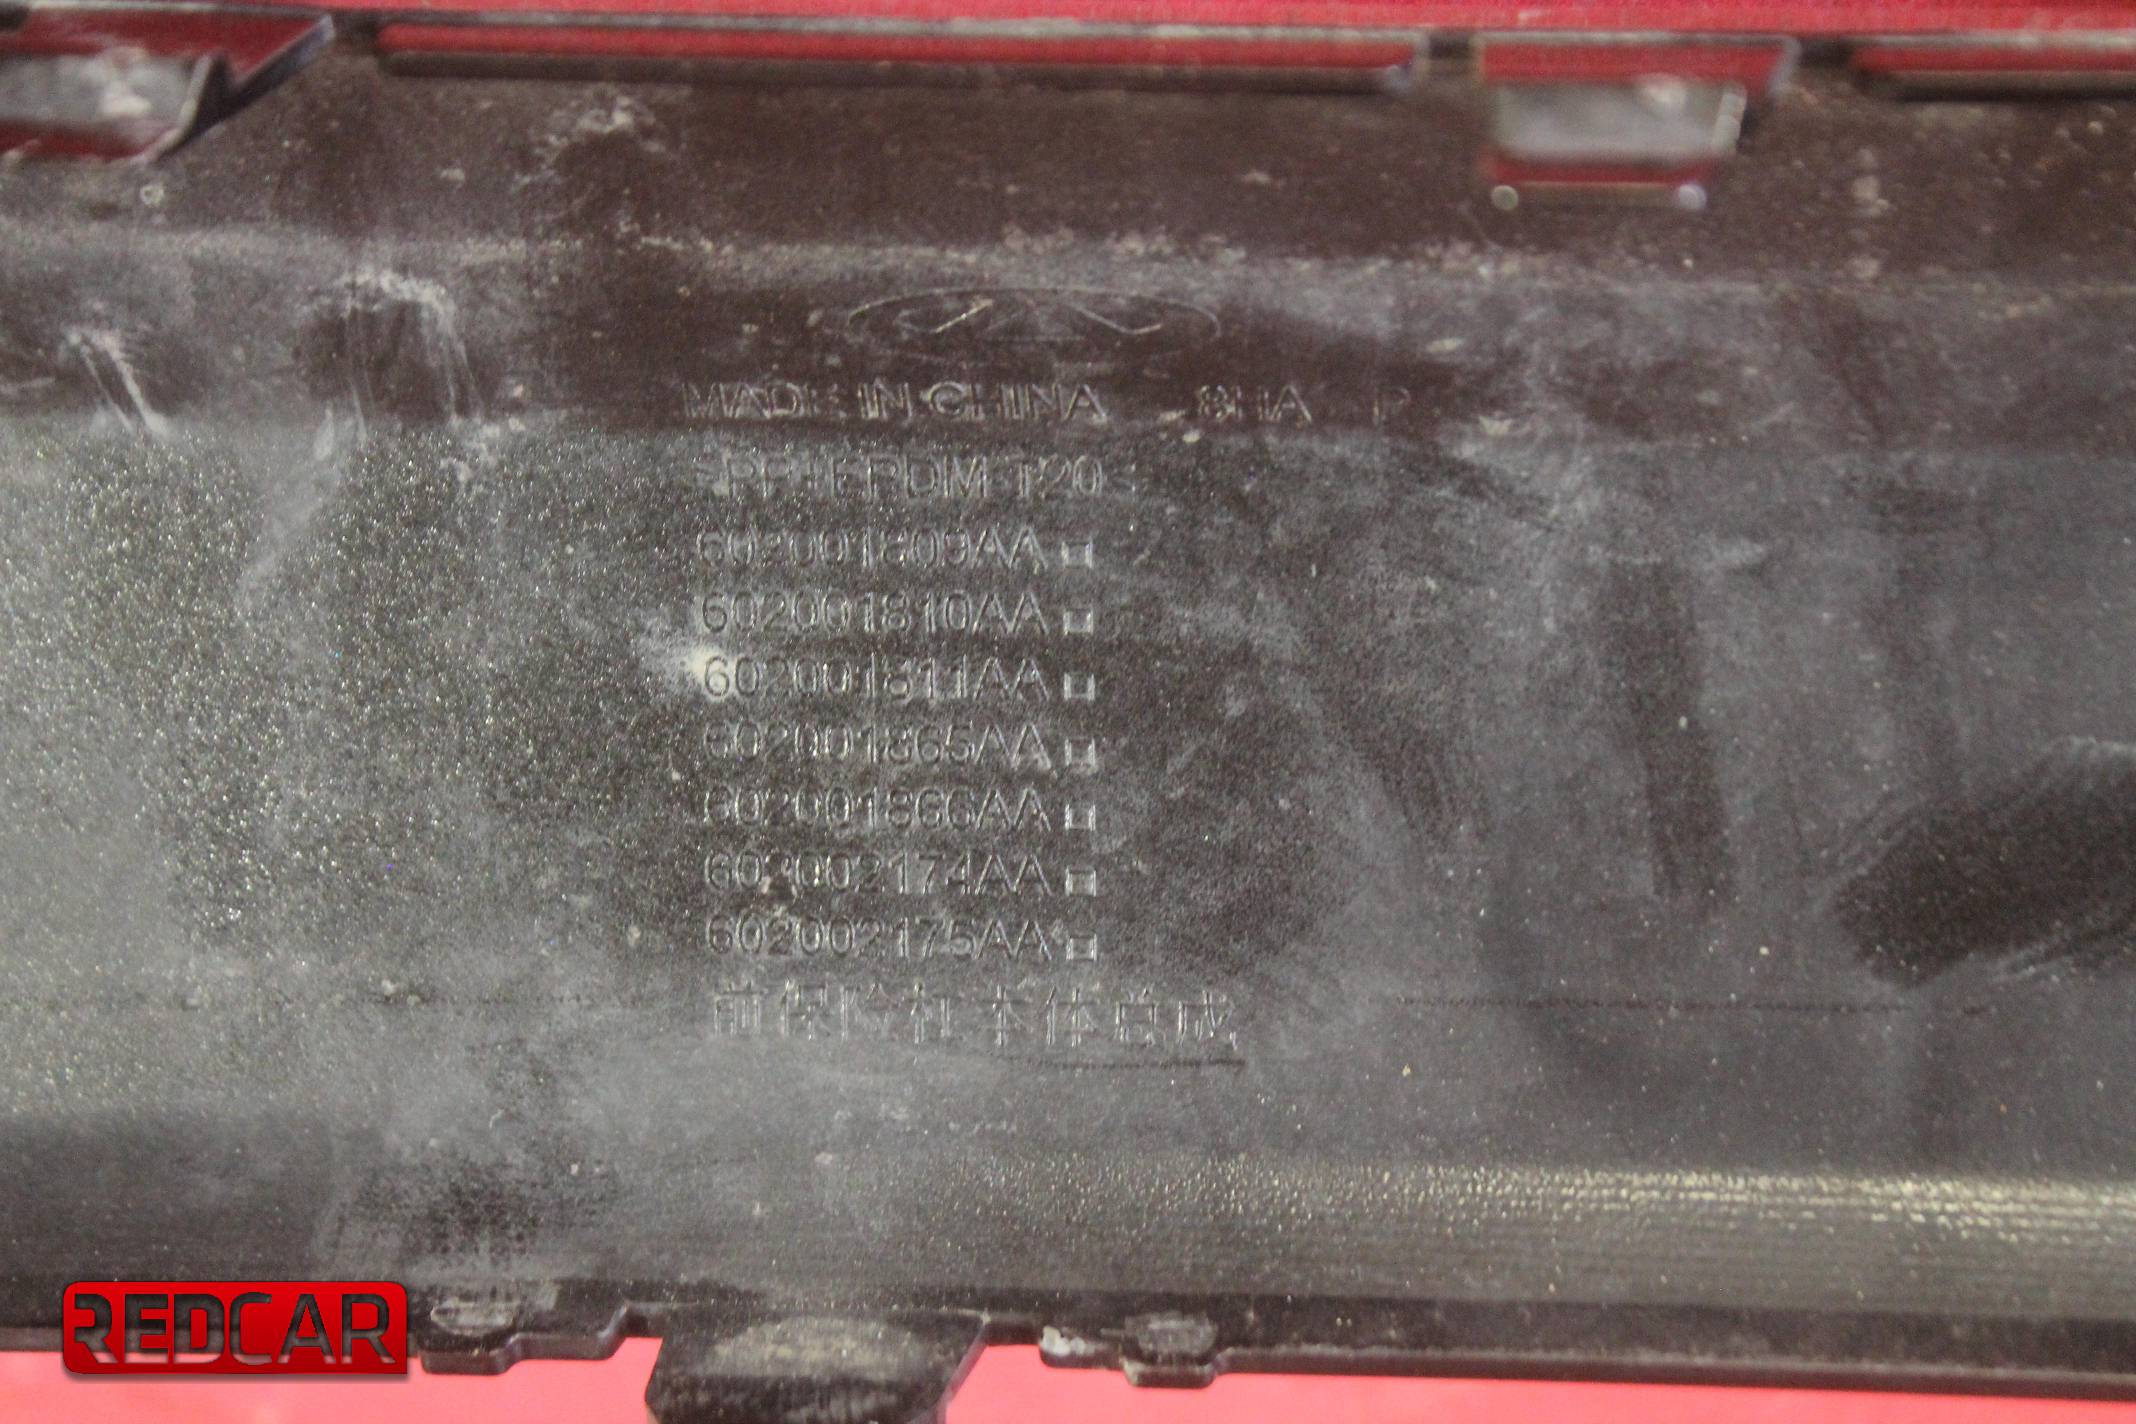 MADE IN CHINA 8HA P
>PP+EPDM-T20<
602001809AA
602001810AA
602001811AA
602001865AA
602001866AA
602002174AA
602002175AA
前保险杠本体总成
REDCAR